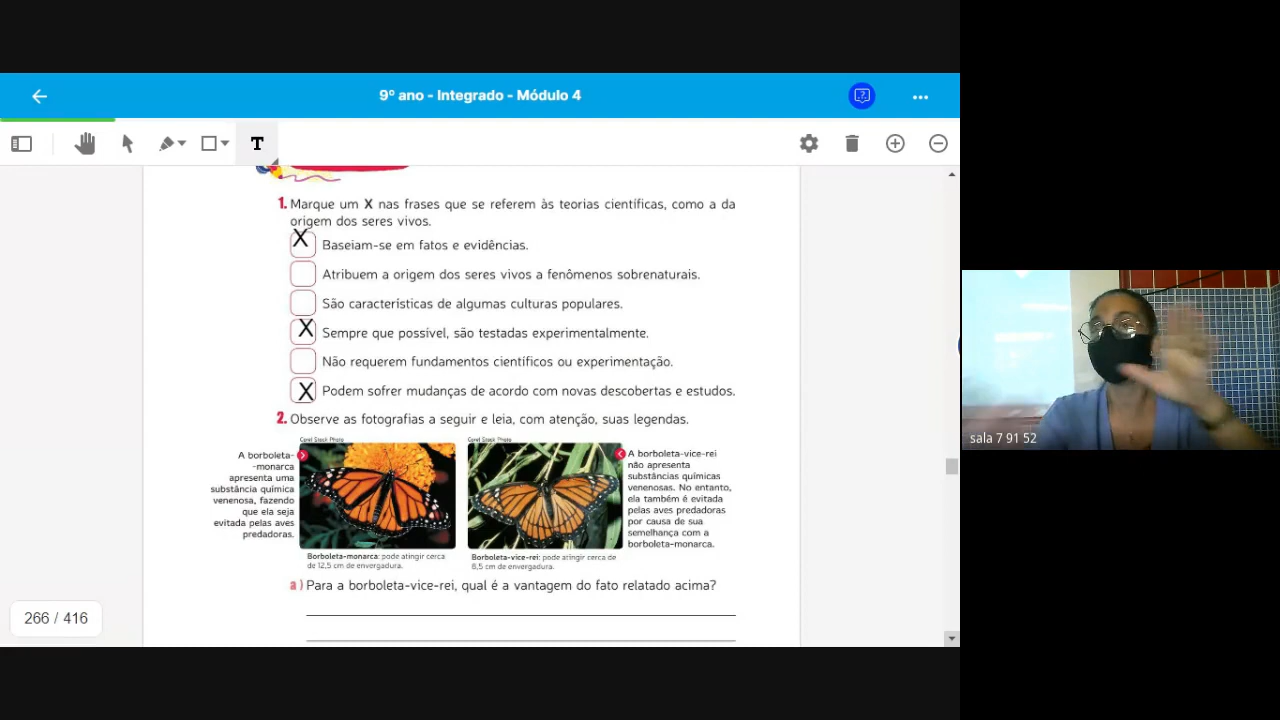 9º ano - Integrado - Módulo 4
T
1. Marque um X nas frases que se referem às teorias científicas, como a da
origem dos seres vivos.
X Baseiam-se em fatos e evidências.
Atribuem a origem dos seres vivos a fenômenos sobrenaturais.
São características de algumas culturas populares.
X Sempre que possível, são testadas experimentalmente.
Não requerem fundamentos científicos ou experimentação.
X Podem sofrer mudanças de acordo com novas descobertas e estudos.
2. Observe as fotografias a seguir e leia, com atenção, suas legendas.
Corel Stock Photo
Corel Stock Photo
A borboleta-
-monarca
apresenta uma
substância química
venenosa, fazendo
que ela seja
evitada pelas aves
predadoras.
A borboleta-vice-rei
não apresenta
substâncias químicas
venenosas. No entanto,
ela também é evitada
pelas aves predadoras
por causa de sua
semelhança com a
borboleta-monarca.
Borboleta-monarca: pode atingir cerca
de 12,5 cm de envergadura.
Borboleta-vice-rei: pode atingir cerca de
6,5 cm de envergadura.
a) Para a borboleta-vice-rei, qual é a vantagem do fato relatado acima?
266 / 416
sala 7 91 52